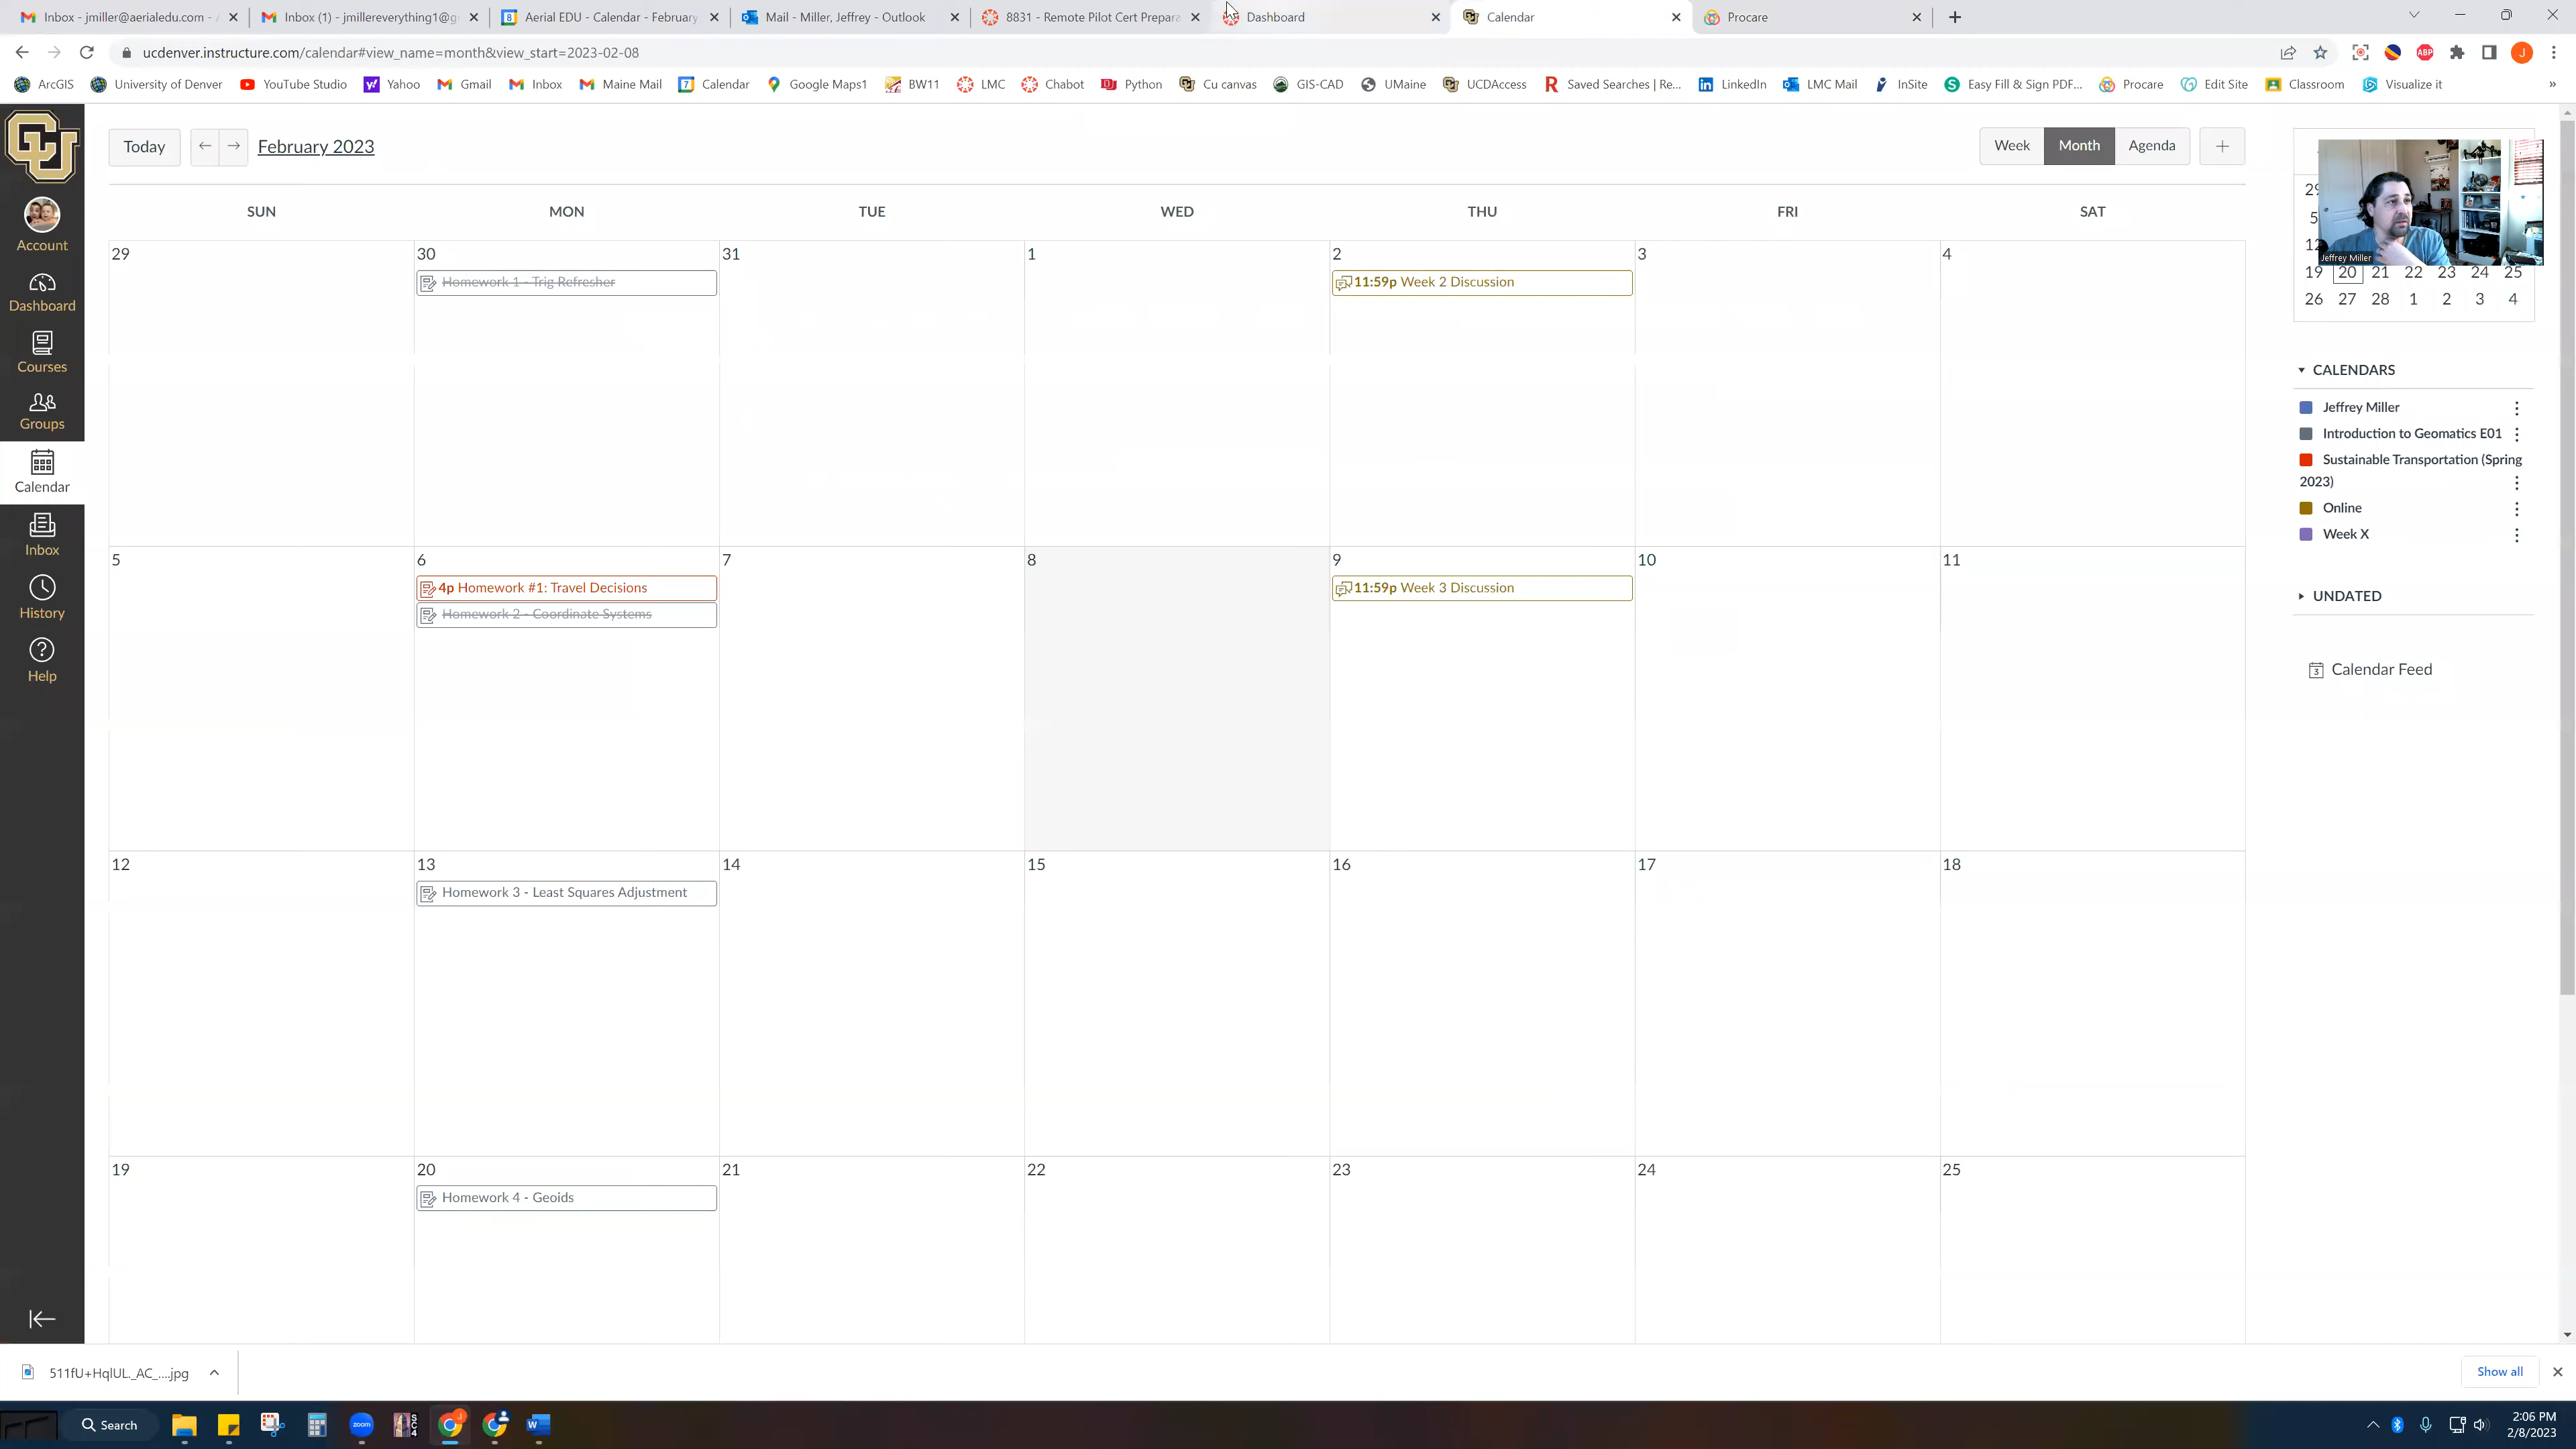 Inbox - jmiller@aerialedu.com - A
Inbox (1) - jmillereverything1@g
Aerial EDU - Calendar - February
Mail - Miller, Jeffrey - Outlook
8831 - Remote Pilot Cert Prepara
Dashboard
Calendar
Procare
ucdenver.instructure.com/calendar#view_name=month&view_start=2023-02-08
ABP
J
ArcGIS
University of Denver
YouTube Studio
Yahoo
Gmail
Inbox
Maine Mail
Calendar
Google Maps1
BW11
LMC
Chabot
Python
Cu canvas
GIS-CAD
UMaine
UCDAccess
Saved Searches | Re...
LinkedIn
LMC Mail
InSite
Easy Fill & Sign PDF...
Procare
Edit Site
Classroom
Visualize it
»
Account
Dashboard
Courses
Groups
Calendar
Inbox
History
Help
Today
February 2023
Week
Month
Agenda
SUN MON TUE WED THU FRI SAT
29 30 31 1 2 3 4
Homework 1 - Trig Refresher
11:59p Week 2 Discussion
5 6 7 8 9 10 11
4p Homework #1: Travel Decisions
Homework 2 - Coordinate Systems
11:59p Week 3 Discussion
12 13 14 15 16 17 18
Homework 3 - Least Squares Adjustment
19 20 21 22 23 24 25
Homework 4 - Geoids
29
5
12
Jeffrey Miller
19 20 21 22 23 24 25
26 27 28 1 2 3 4
CALENDARS
Jeffrey Miller
Introduction to Geomatics E01
Sustainable Transportation (Spring
2023)
Online
Week X
UNDATED
3 Calendar Feed
511fU+HqlUL._AC_....jpg
Show all
Search
zoom
SC4
2:06 PM
2/8/2023